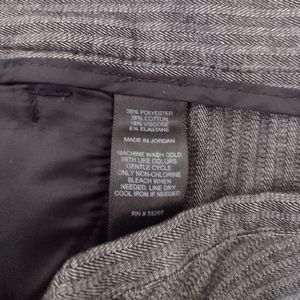 38% POLYESTER
38% COTTON
18% VISCOSE
6% ELASTANE
MADE IN JORDAN
MACHINE WASH COLD
WITH LIKE COLORS
GENTLE CYCLE
ONLY NON-CHLORINE
BLEACH WHEN
NEEDED, LINE DRY
COOL IRON IF NEEDED
RN #